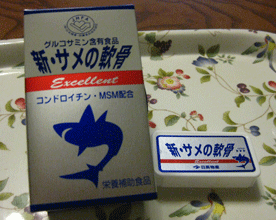 JHFA
グルコサミン含有食品
新・サメの軟骨
Excellent
コンドロイチン・MSM配合
栄養補助食品
新・サメの軟骨
Excellent